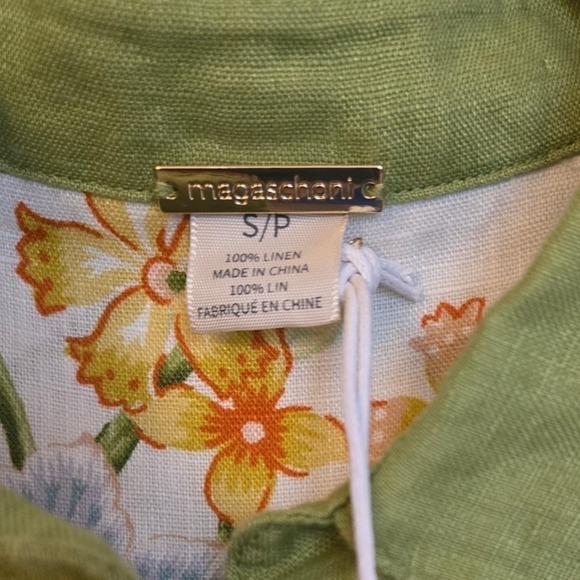 magaschoni
S/P
100% LINEN
MADE IN CHINA
100% LIN
FABRIQUÉ EN CHINE